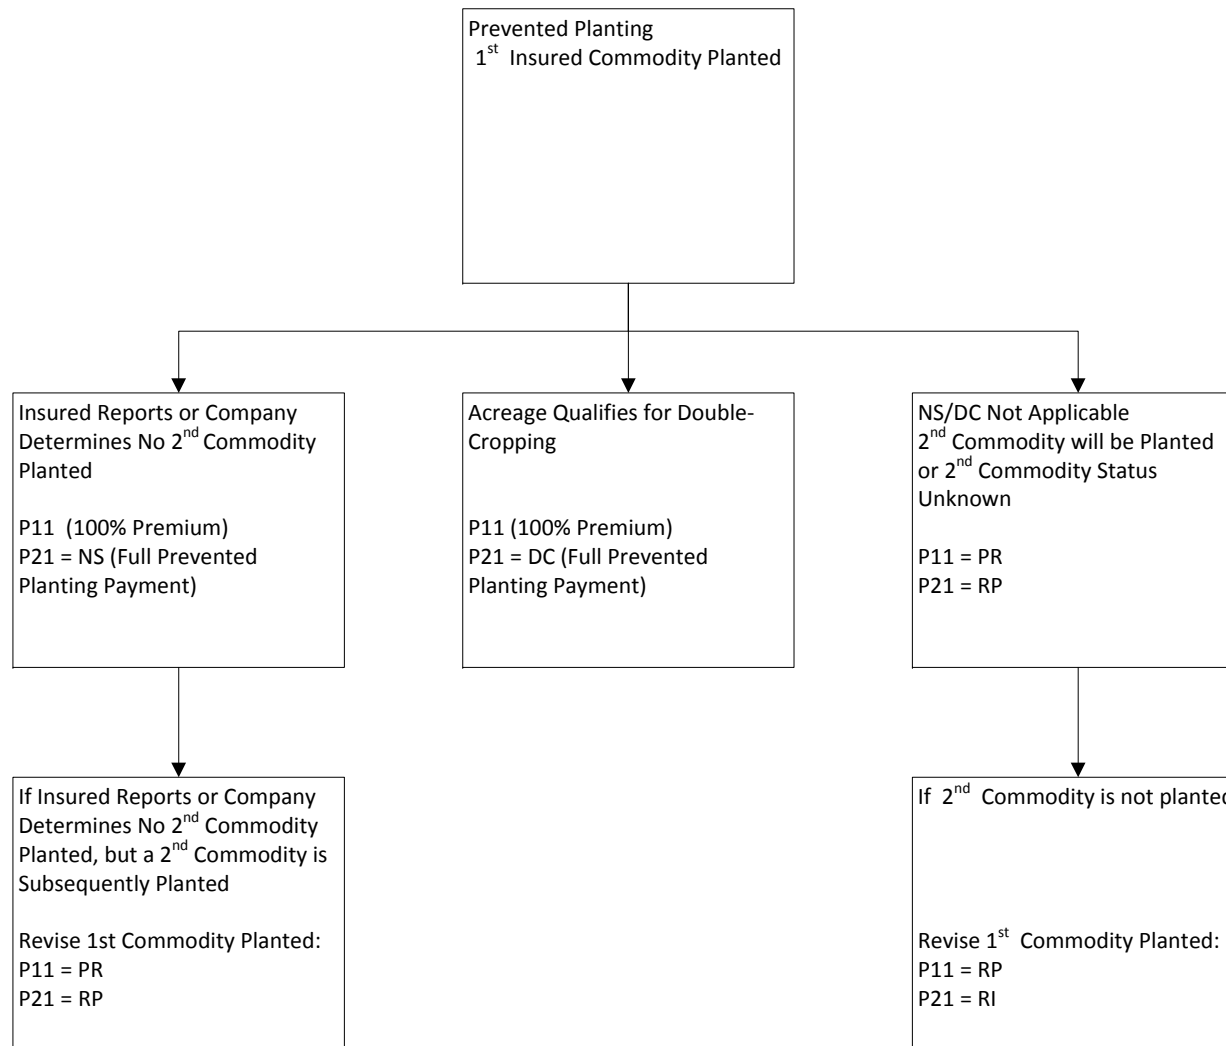 Prevented Planting
1st Insured Commodity Planted
Insured Reports or Company
Determines No 2nd Commodity
Planted
P11 (100% Premium)
P21 = NS (Full Prevented
Planting Payment)
Acreage Qualifies for Double-
Cropping
P11 (100% Premium)
P21 = DC (Full Prevented
Planting Payment)
NS/DC Not Applicable
2nd Commodity will be Planted
or 2nd Commodity Status
Unknown
P11 = PR
P21 = RP
If Insured Reports or Company
Determines No 2nd Commodity
Planted, but a 2nd Commodity is
Subsequently Planted
Revise 1st Commodity Planted:
P11 = PR
P21 = RP
If 2nd Commodity is not planted
Revise 1st Commodity Planted:
P11 = RP
P21 = RI